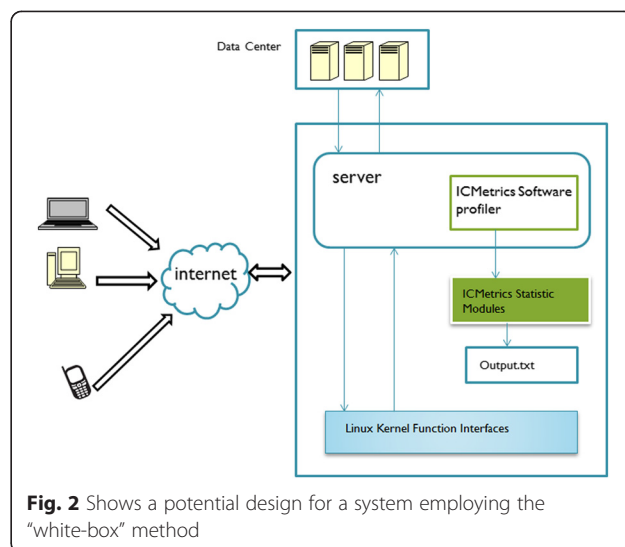 Data Center
server
ICMetrics Software
profiler
internet
ICMetrics Statistic
Modules
Output.txt
Linux Kernel Function Interfaces
Fig. 2 Shows a potential design for a system employing the
“white-box” method